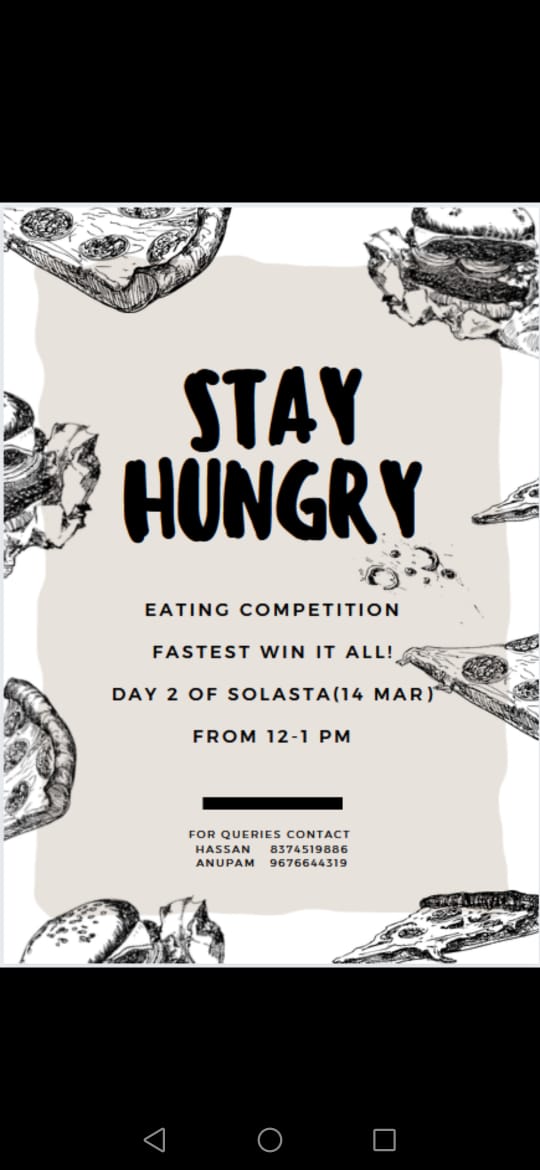 STAY
HUNGRY
EATING COMPETITION
FASTEST WIN IT ALL!
DAY 2 OF SOLASTA(14 MAR)
FROM 12-1 PM
FOR QUERIES CONTACT
HASSAN 8374519886
ANUPAM 9676644319